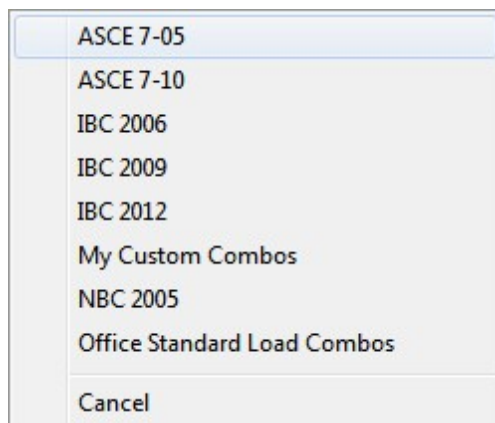 ASCE 7-05
ASCE 7-10
IBC 2006
IBC 2009
IBC 2012
My Custom Combos
NBC 2005
Office Standard Load Combos
Cancel